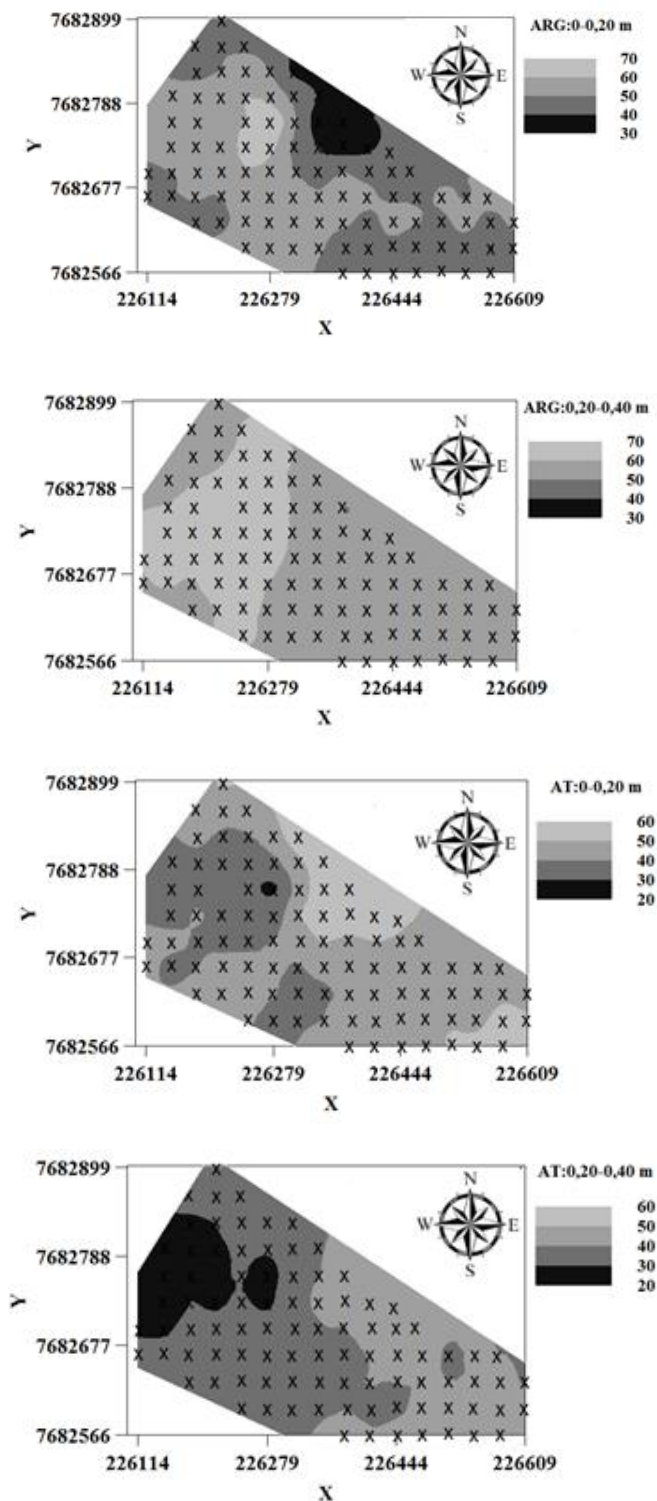 ARG:0-0,20 m
7682899
7682788
7682677
7682566
Y
N
W E
S
70
60
50
40
30
226114 226279 226444 226609
X
ARG:0,20-0,40 m
7682899
7682788
7682677
7682566
Y
N
W E
S
70
60
50
40
30
226114 226279 226444 226609
X
AT:0-0,20 m
7682899
7682788
7682677
7682566
Y
N
W E
S
60
50
40
30
20
226114 226279 226444 226609
X
AT:0,20-0,40 m
7682899
7682788
7682677
7682566
Y
N
W E
S
60
50
40
30
20
226114 226279 226444 226609
X